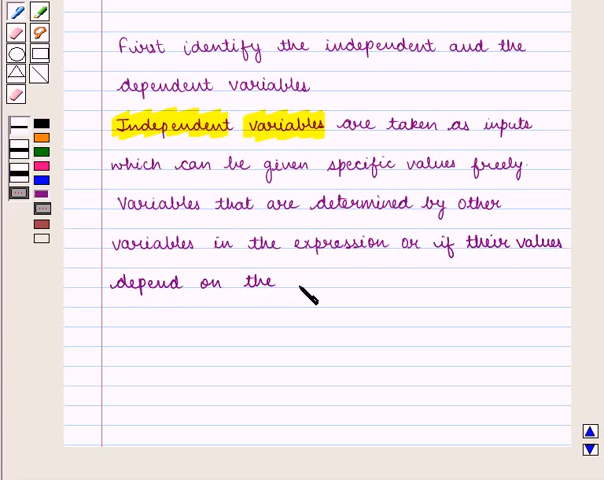 First identify the independent and the
dependent variables
Independent variables are taken as inputs
which can be given specific values freely.
Variables that are determined by other
variables in the expression or if their values
depend on the